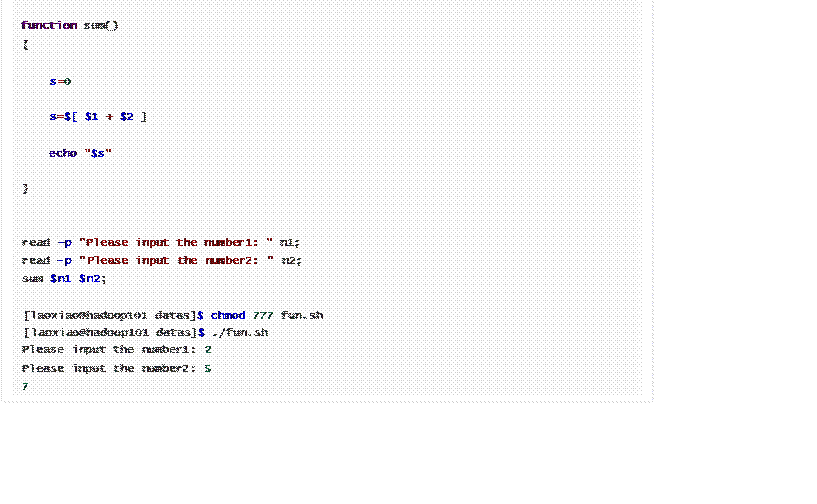 function sum()
{
s=0
s=$[ $1 + $2 ]
echo "$s"
}
read -p "Please input the number1: " n1;
read -p "Please input the number2: " n2;
sum $n1 $n2;
[laoxiao@hadoop101 datas]$ chmod 777 fun.sh
[laoxiao@hadoop101 datas]$ ./fun.sh
Please input the number1: 2
Please input the number2: 5
7